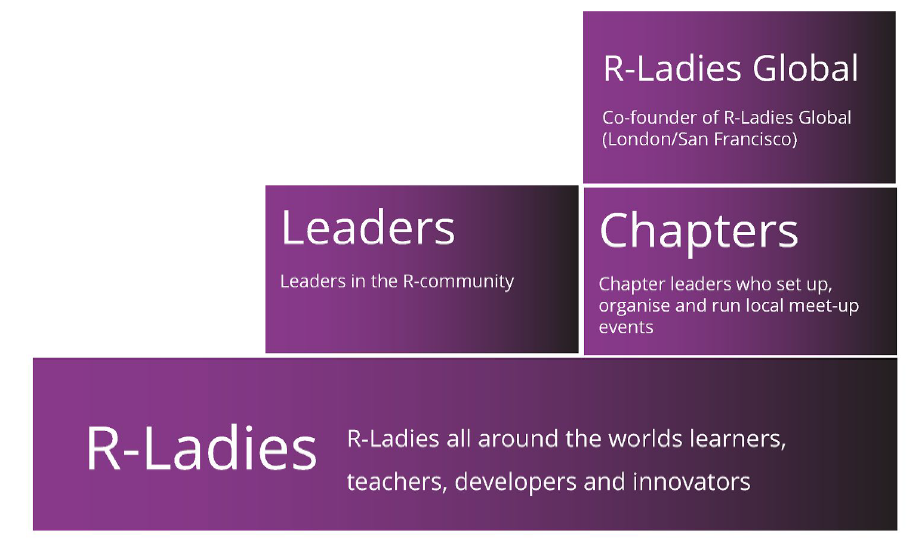 R-Ladies Global
Co-founder of R-Ladies Global
(London/San Francisco)
Leaders
Leaders in the R-community
Chapters
Chapter leaders who set up,
organise and run local meet-up
events
R-Ladies
R-Ladies all around the worlds learners,
teachers, developers and innovators